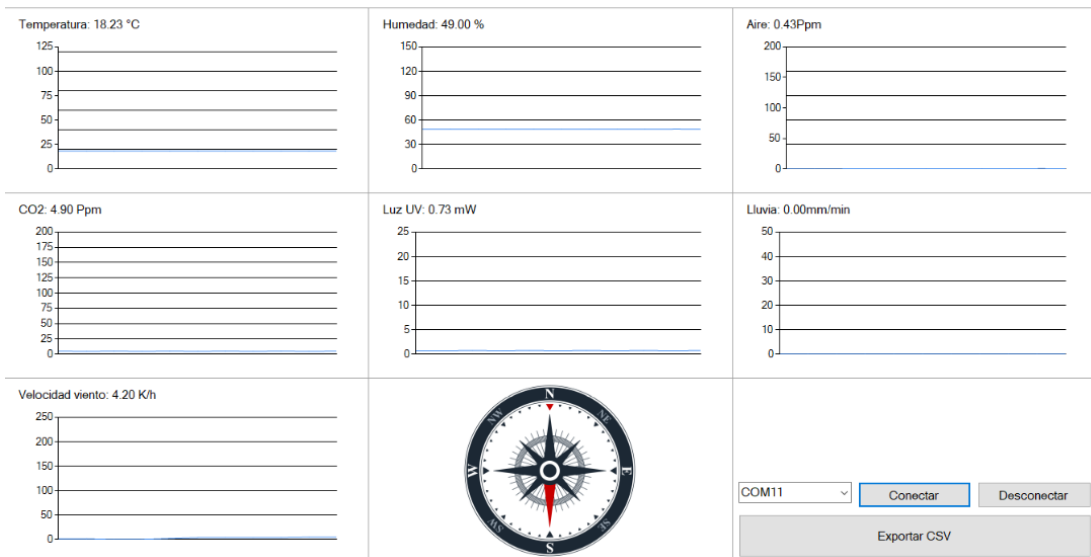 Temperatura: 18.23 °C
125
100
75
50
25
0
Humedad: 49.00 %
150
120
90
60
30
0
Aire: 0.43Ppm
200
150
100
50
0
CO2: 4.90 Ppm
200
175
150
125
100
75
50
25
0
Luz UV: 0.73 mW
25
20
15
10
5
0
Lluvia: 0.00mm/min
50
40
30
20
10
0
Velocidad viento: 4.20 K/h
250
200
150
100
50
0
N
NW
NE
W
E
SW
SE
S
COM11
Conectar
Desconectar
Exportar CSV